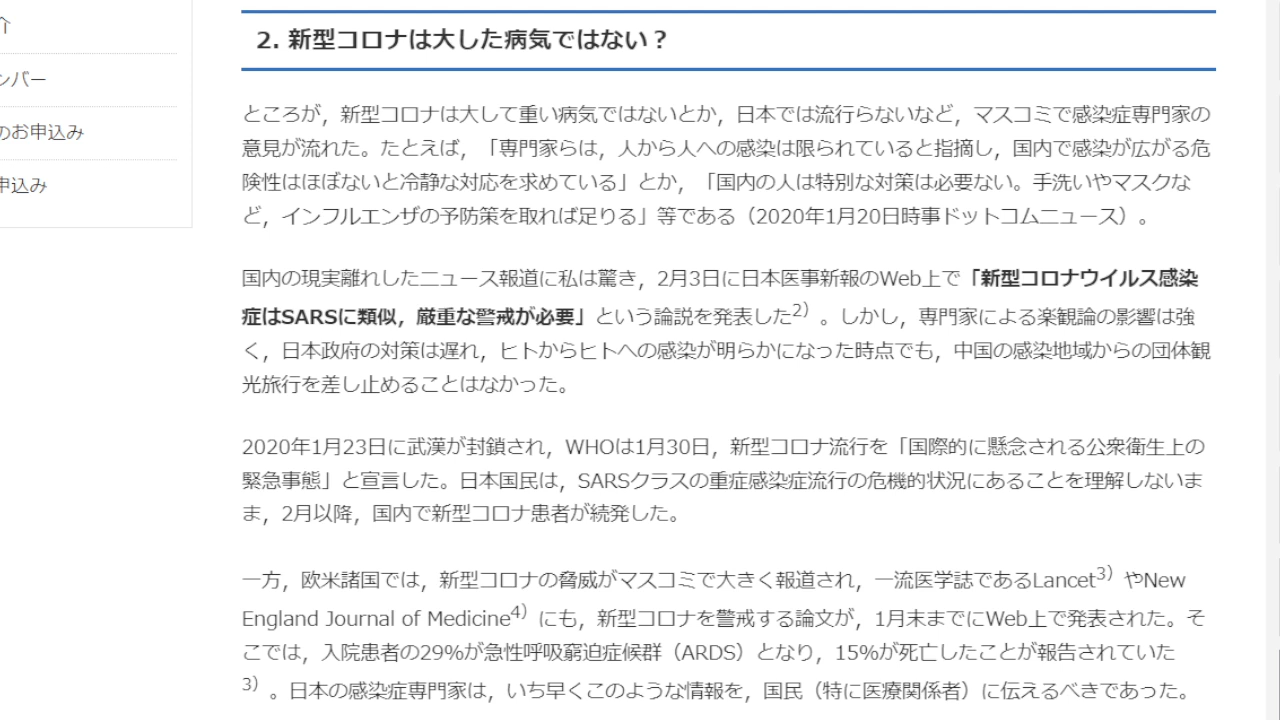 介
ンバー
のお申込み
申込み
2. 新型コロナは大した病気ではない？
ところが，新型コロナは大して重い病気ではないとか，日本では流行らないなど，マスコミで感染症専門家の
意見が流れた。たとえば，「専門家らは，人から人への感染は限られていると指摘し，国内で感染が広がる危
険性はほぼないと冷静な対応を求めている」とか，「国内の人は特別な対策は必要ない。手洗いやマスクな
ど，インフルエンザの予防策を取れば足りる」等である（2020年1月20日時事ドットコムニュース）。
国内の現実離れしたニュース報道に私は驚き，2月3日に日本医事新報のWeb上で「新型コロナウイルス感染
症はSARSに類似，厳重な警戒が必要」という論説を発表した2）。しかし，専門家による楽観論の影響は強
く，日本政府の対策は遅れ，ヒトからヒトへの感染が明らかになった時点でも，中国の感染地域からの団体観
光旅行を差し止めることはなかった。
2020年1月23日に武漢が封鎖され，WHOは1月30日，新型コロナ流行を「国際的に懸念される公衆衛生上の
緊急事態」と宣言した。日本国民は，SARSクラスの重症感染症流行の危機的状況にあることを理解しないま
ま，2月以降，国内で新型コロナ患者が続発した。
一方，欧米諸国では，新型コロナの脅威がマスコミで大きく報道され，一流医学誌であるLancet3）やNew
England Journal of Medicine4）にも，新型コロナを警戒する論文が，1月末までにWeb上で発表された。そ
こでは，入院患者の29%が急性呼吸窮迫症候群（ARDS）となり，15%が死亡したことが報告されていた
3）。日本の感染症専門家は，いち早くこのような情報を，国民（特に医療関係者）に伝えるべきであった。